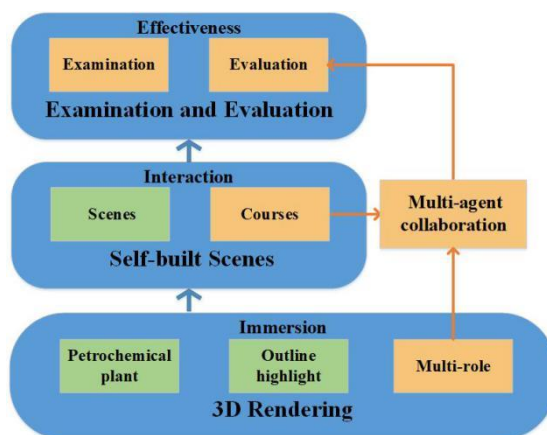 Effectiveness
Examination
Evaluation
Examination and Evaluation
Interaction
Scenes
Courses
Self-built Scenes
Multi-agent
collaboration
Immersion
Petrochemical
plant
Outline
highlight
Multi-role
3D Rendering